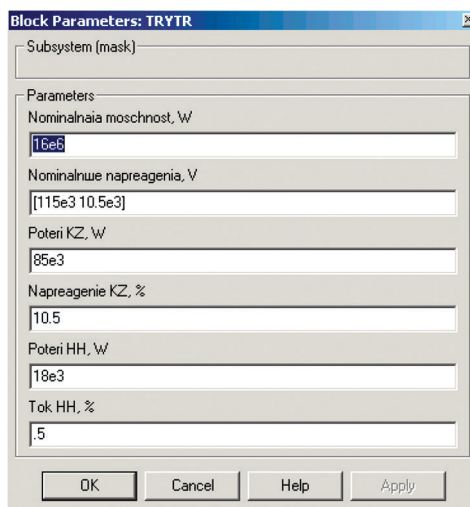 Block Parameters: TRYTR
Subsystem (mask)
Parameters
Nominalnaia moschnost, W
16e6
Nominalnwe napreagenia, V
[115e3 10.5e3]
Poteri KZ, W
85e3
Napreagenie KZ, %
10.5
Poteri HH, W
18e3
Tok HH, %
.5
OK Cancel Help Apply